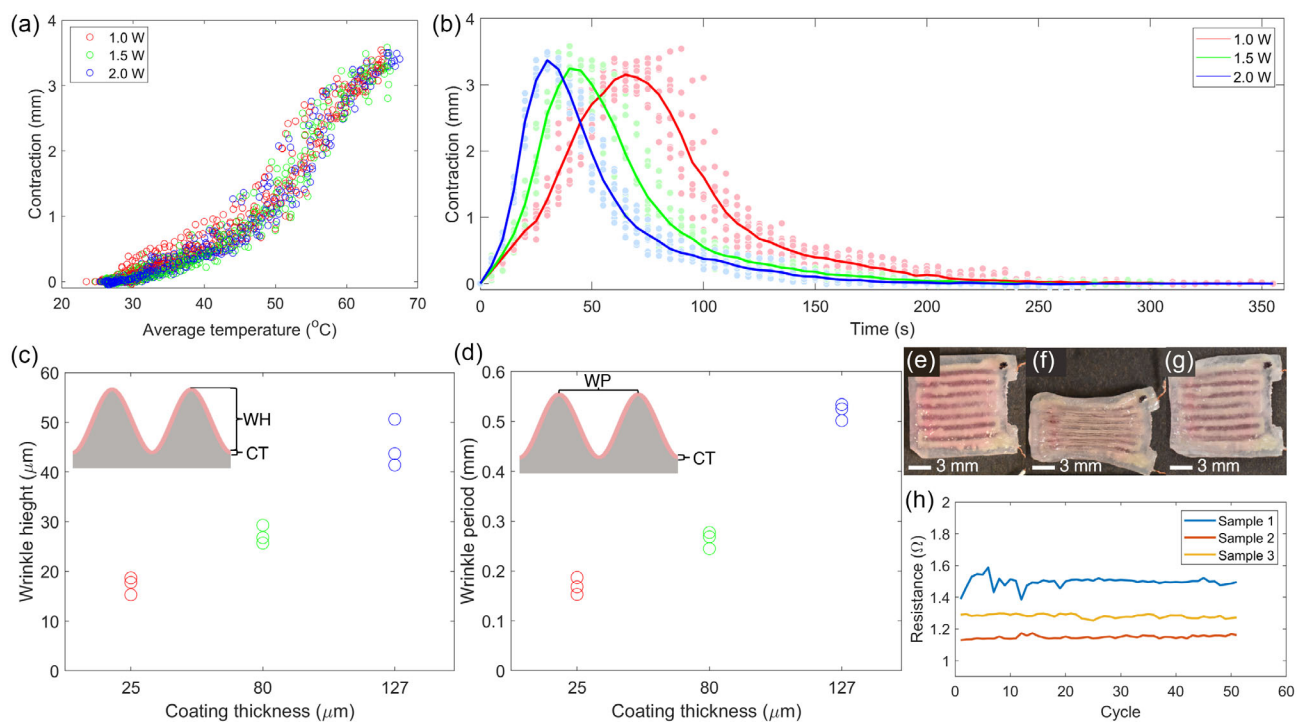 (a)
1.0 W
1.5 W
2.0 W
Contraction (mm)
4
3
2
1
0
20 30 40 50 60 70
Average temperature (°C)
(b)
1.0 W
1.5 W
2.0 W
Contraction (mm)
4
3
2
1
0
0 50 100 150 200 250 300 350
Time (s)
(c)
WH
CT
Wrinkle hieght (μm)
60
50
40
30
20
10
0
25 80 127
Coating thickness (μm)
(d)
WP
CT
Wrinkle period (mm)
0.6
0.5
0.4
0.3
0.2
0.1
0
25 80 127
Coating thickness (μm)
(e)
3 mm
(f)
3 mm
(g)
3 mm
(h)
Sample 1
Sample 2
Sample 3
Resistance (Ω)
1.8
1.6
1.4
1.2
1
0 10 20 30 40 50 60
Cycle